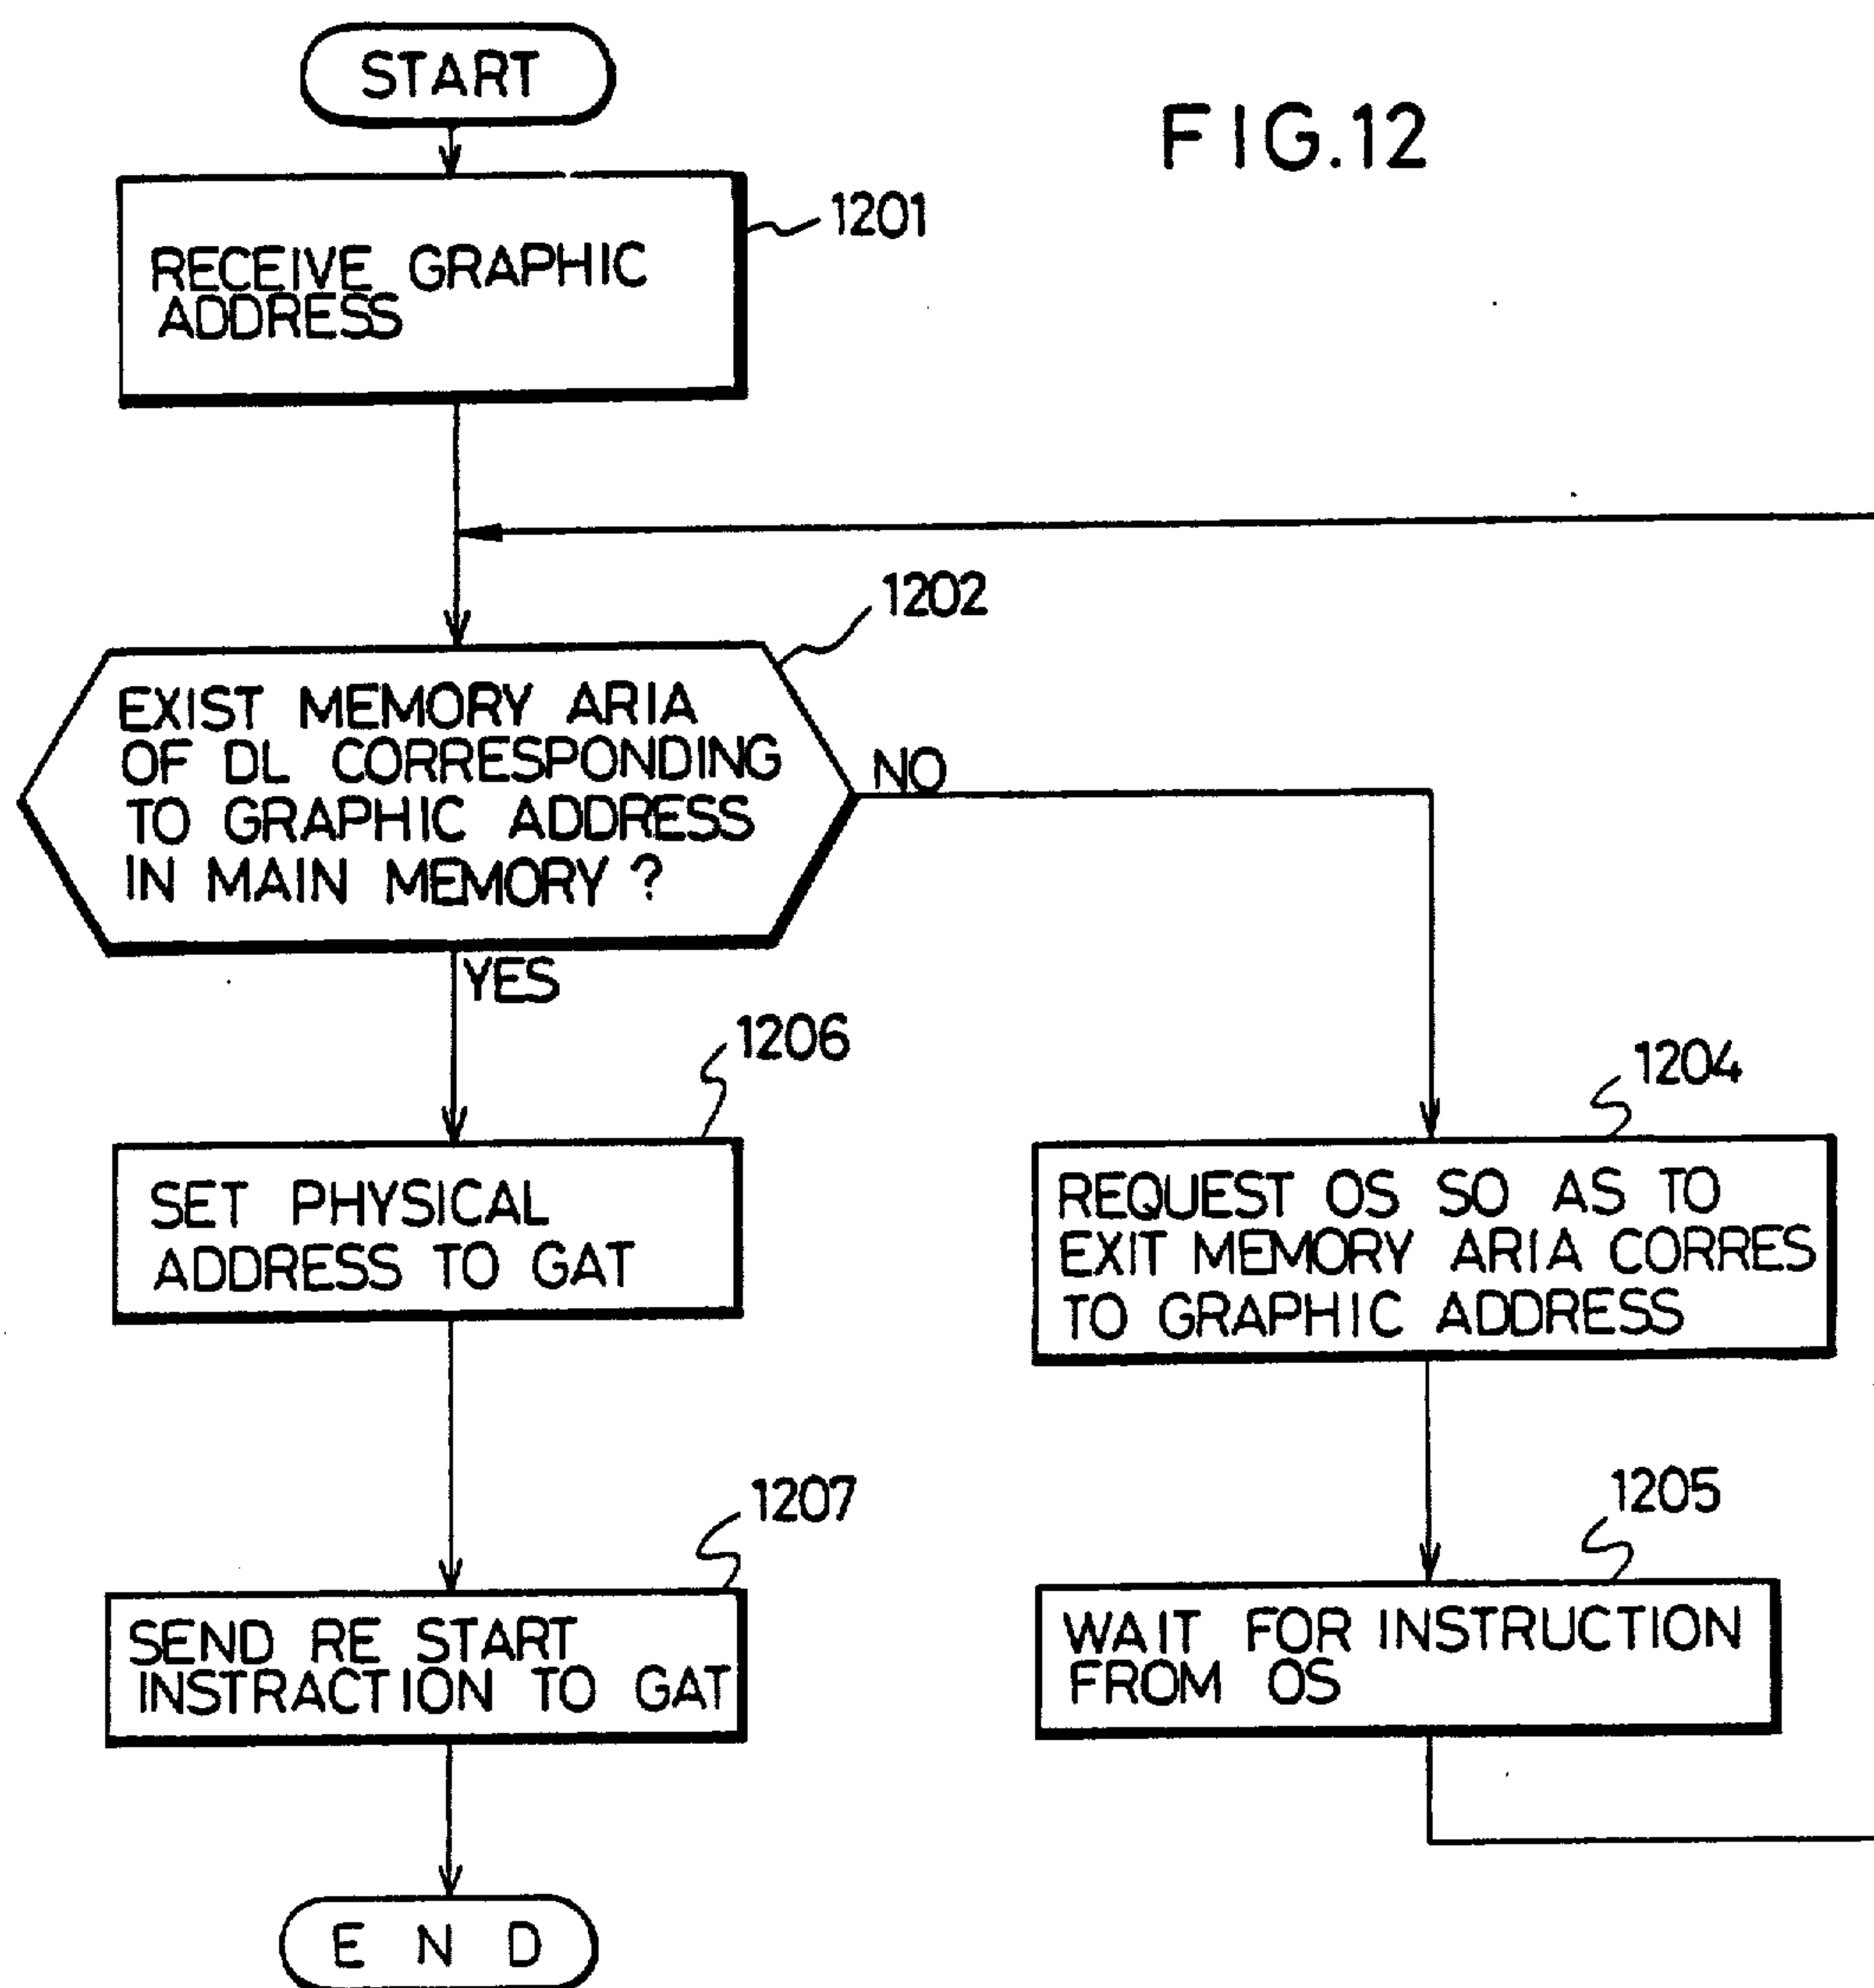 START
FIG.12
1201
RECEIVE GRAPHIC
ADDRESS
1202
EXIST MEMORY ARIA
OF DL CORRESPONDING
TO GRAPHIC ADDRESS
IN MAIN MEMORY ?
NO
YES
1206
SET PHYSICAL
ADDRESS TO GAT
1204
REQUEST OS SO AS TO
EXIT MEMORY ARIA CORRES
TO GRAPHIC ADDRESS
1207
SEND RE START
INSTRACTION TO GAT
1205
WAIT FOR INSTRUCTION
FROM OS
E N D